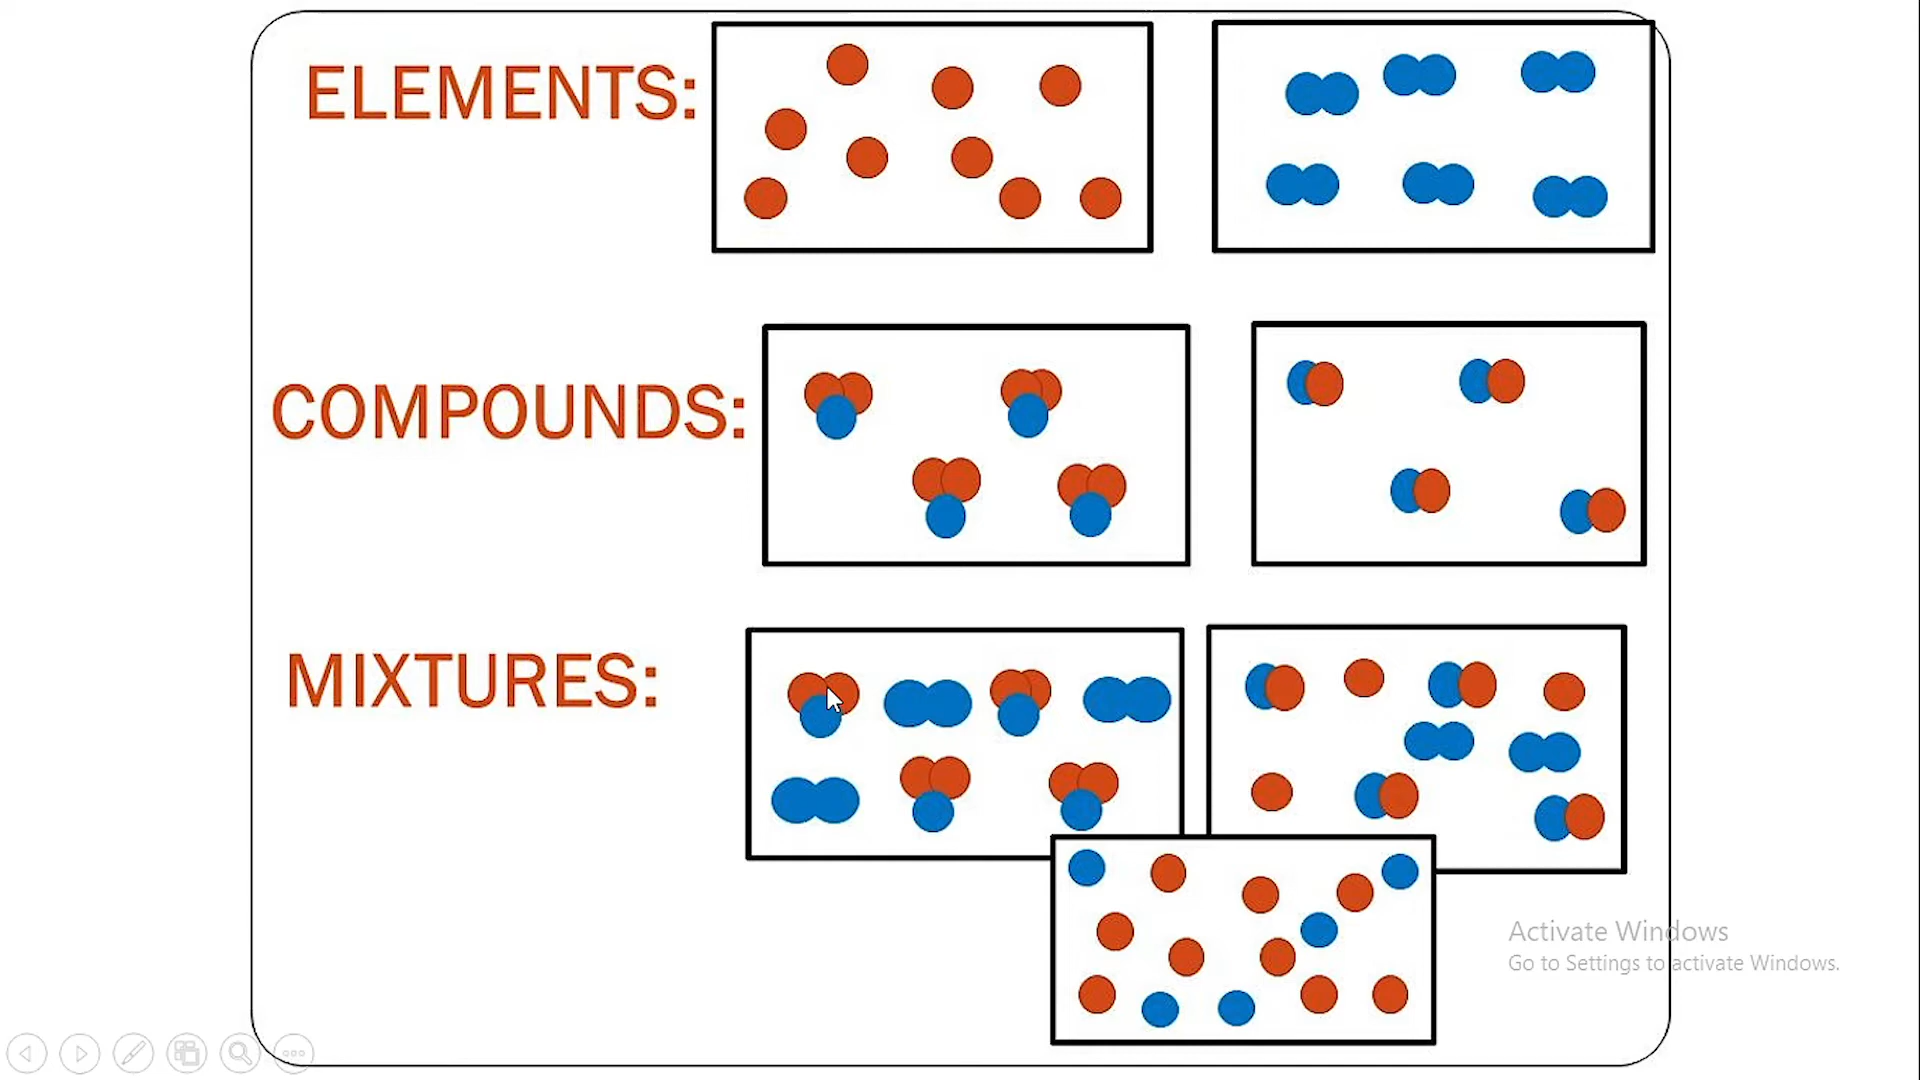 ELEMENTS:
COMPOUNDS:
MIXTURES:
Activate Windows
Go to Settings to activate Windows.